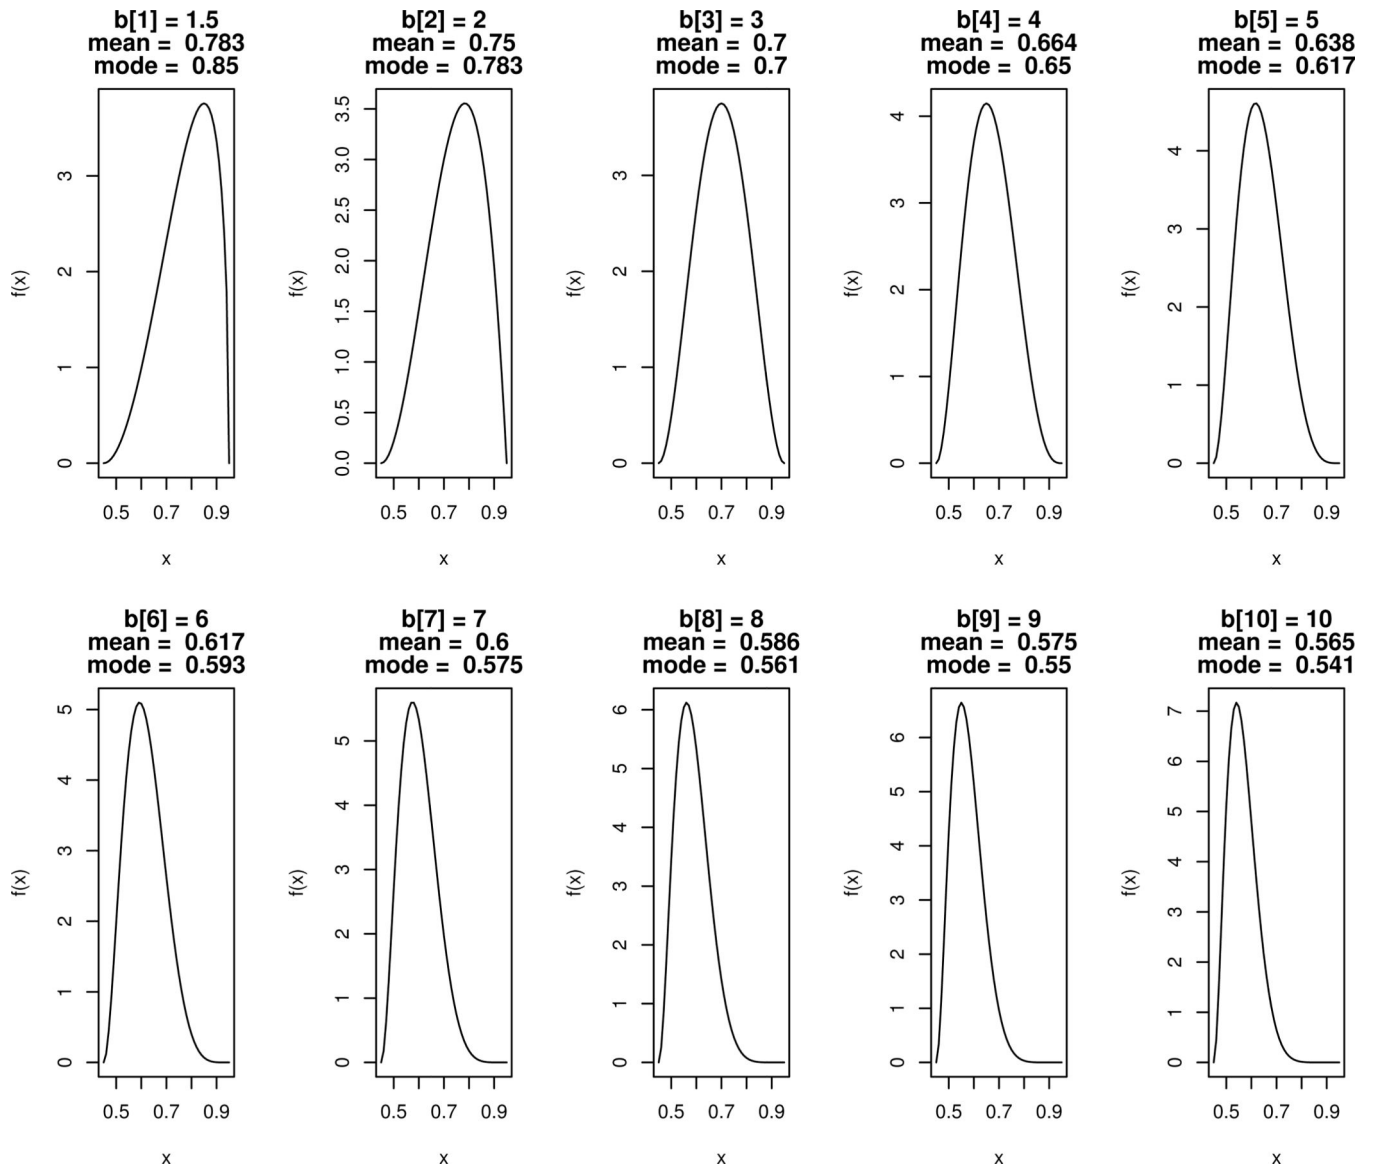 b[1] = 1.5
mean = 0.783
mode = 0.85
3
2
1
0
f(x)
0.5 0.7 0.9
x
b[2] = 2
mean = 0.75
mode = 0.783
3.5
3.0
2.5
2.0
1.5
1.0
0.5
0.0
f(x)
0.5 0.7 0.9
x
b[3] = 3
mean = 0.7
mode = 0.7
3
2
1
0
f(x)
0.5 0.7 0.9
x
b[4] = 4
mean = 0.664
mode = 0.65
4
3
2
1
0
f(x)
0.5 0.7 0.9
x
b[5] = 5
mean = 0.638
mode = 0.617
4
3
2
1
0
f(x)
0.5 0.7 0.9
x
b[6] = 6
mean = 0.617
mode = 0.593
5
4
3
2
1
0
f(x)
0.5 0.7 0.9
x
b[7] = 7
mean = 0.6
mode = 0.575
5
4
3
2
1
0
f(x)
0.5 0.7 0.9
x
b[8] = 8
mean = 0.586
mode = 0.561
6
5
4
3
2
1
0
f(x)
0.5 0.7 0.9
x
b[9] = 9
mean = 0.575
mode = 0.55
6
5
4
3
2
1
0
f(x)
0.5 0.7 0.9
x
b[10] = 10
mean = 0.565
mode = 0.541
7
6
5
4
3
2
1
0
f(x)
0.5 0.7 0.9
x